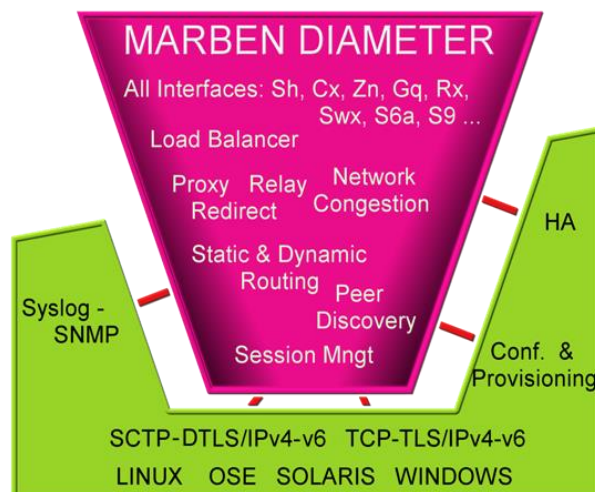 MARBEN DIAMETER
All Interfaces: Sh, Cx, Zn, Gq, Rx,
Swx, S6a, S9 ...
Load Balancer
Proxy Relay
Redirect
Network
Congestion
Static & Dynamic
Routing
Peer
Discovery
Session Mngt
Syslog -
SNMP
HA
Conf. &
Provisioning
SCTP-DTLS/IPv4-v6 TCP-TLS/IPv4-v6
LINUX OSE SOLARIS WINDOWS